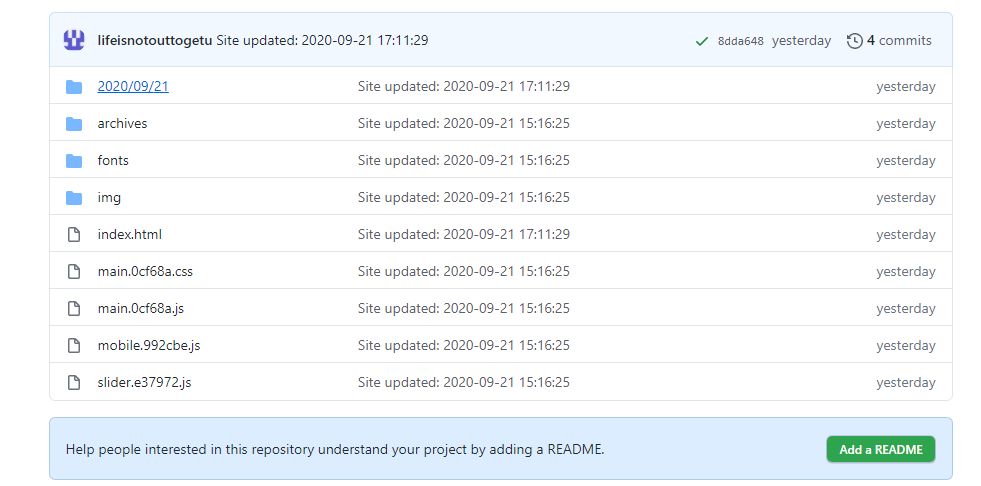 lifeisnotouttogetu Site updated: 2020-09-21 17:11:29 8dda648 yesterday 4 commits
2020/09/21 Site updated: 2020-09-21 17:11:29 yesterday
archives Site updated: 2020-09-21 15:16:25 yesterday
fonts Site updated: 2020-09-21 15:16:25 yesterday
img Site updated: 2020-09-21 15:16:25 yesterday
index.html Site updated: 2020-09-21 17:11:29 yesterday
main.0cf68a.css Site updated: 2020-09-21 15:16:25 yesterday
main.0cf68a.js Site updated: 2020-09-21 15:16:25 yesterday
mobile.992cbe.js Site updated: 2020-09-21 15:16:25 yesterday
slider.e37972.js Site updated: 2020-09-21 15:16:25 yesterday
Help people interested in this repository understand your project by adding a README. Add a README